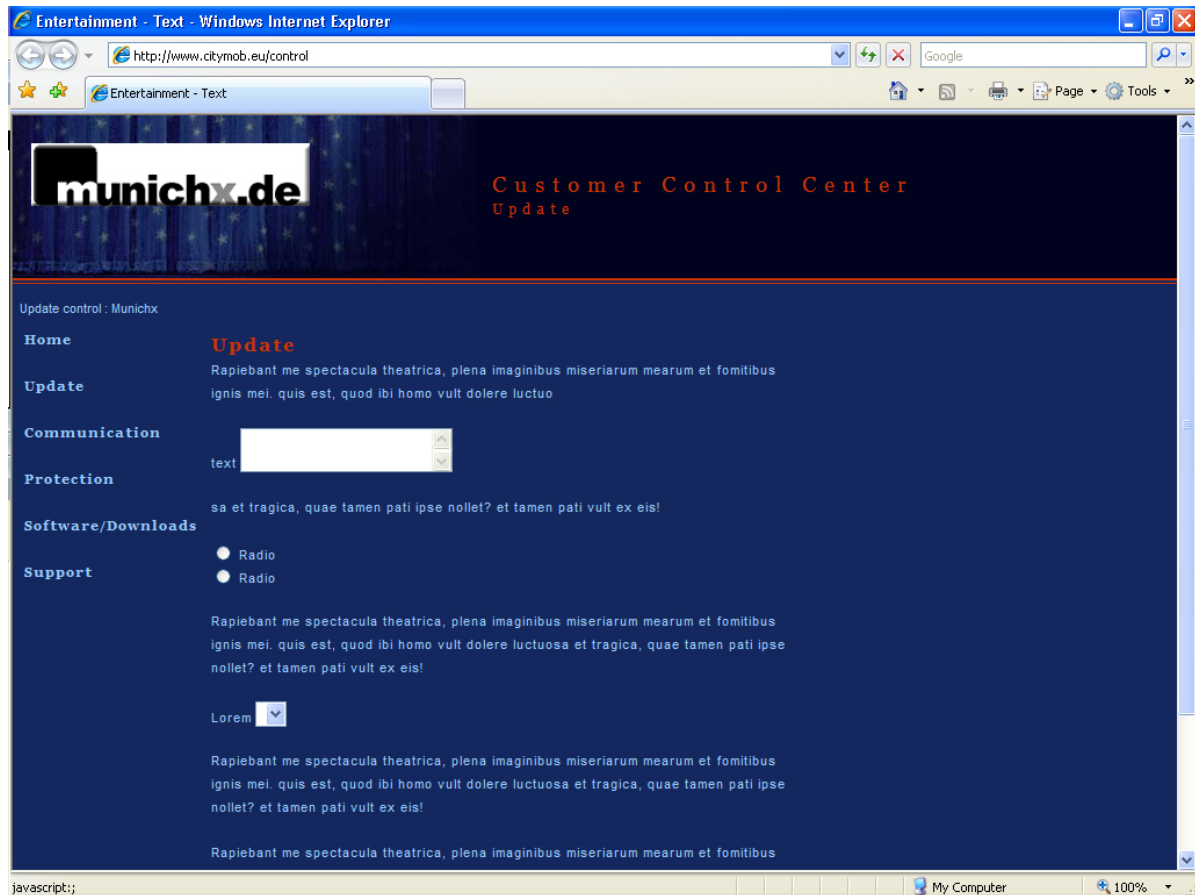 Entertainment - Text - Windows Internet Explorer
http://www.citymob.eu/control
Google
Entertainment - Text
Page
Tools
munichx.de
Customer Control Center
Update
Update control : Munichx
Home
Update
Communication
Protection
Software/Downloads
Support
Update
Rapiebant me spectacula theatrica, plena imaginibus miseriarum mearum et fomitibus
ignis mei. quis est, quod ibi homo vult dolere luctuo
text
sa et tragica, quae tamen pati ipse nollet? et tamen pati vult ex eis!
Radio
Radio
Rapiebant me spectacula theatrica, plena imaginibus miseriarum mearum et fomitibus
ignis mei. quis est, quod ibi homo vult dolere luctuosa et tragica, quae tamen pati ipse
nollet? et tamen pati vult ex eis!
Lorem
Rapiebant me spectacula theatrica, plena imaginibus miseriarum mearum et fomitibus
ignis mei. quis est, quod ibi homo vult dolere luctuosa et tragica, quae tamen pati ipse
nollet? et tamen pati vult ex eis!
Rapiebant me spectacula theatrica, plena imaginibus miseriarum mearum et fomitibus
javascript:;
My Computer
100%